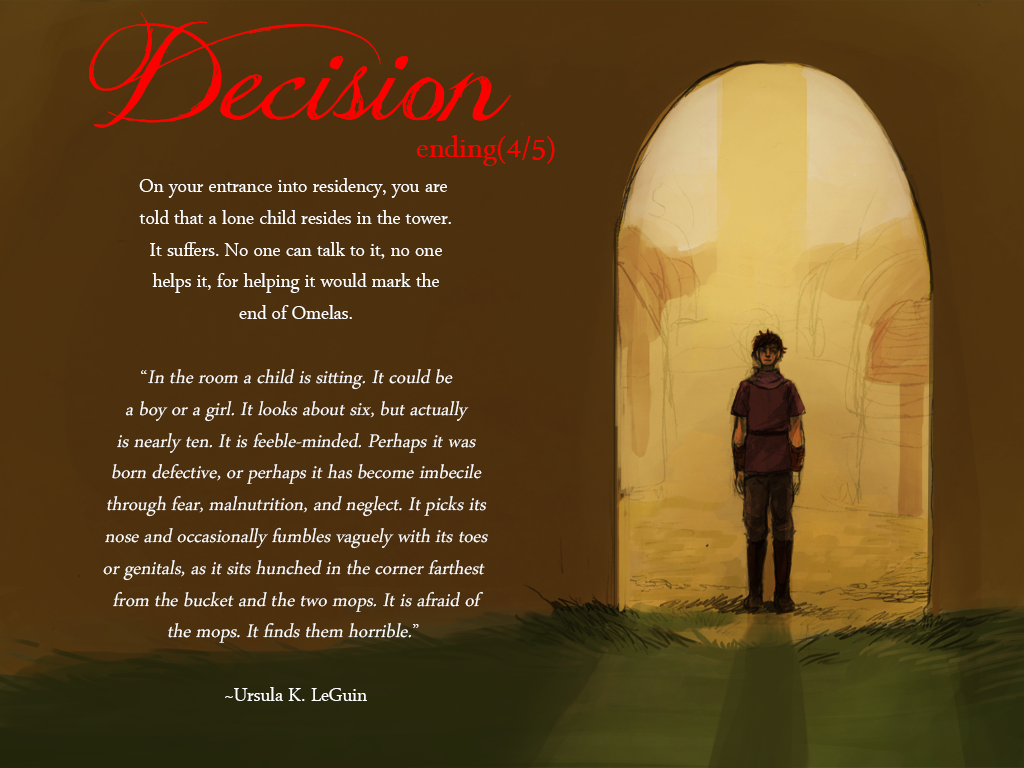 Decision
ending(4/5)
On your entrance into residency, you are
told that a lone child resides in the tower.
It suffers. No one can talk to it, no one
helps it, for helping it would mark the
end of Omelas.
“In the room a child is sitting. It could be
a boy or a girl. It looks about six, but actually
is nearly ten. It is feeble-minded. Perhaps it was
born defective, or perhaps it has become imbecile
through fear, malnutrition, and neglect. It picks its
nose and occasionally fumbles vaguely with its toes
or genitals, as it sits hunched in the corner farthest
from the bucket and the two mops. It is afraid of
the mops. It finds them horrible.”
~Ursula K. LeGuin